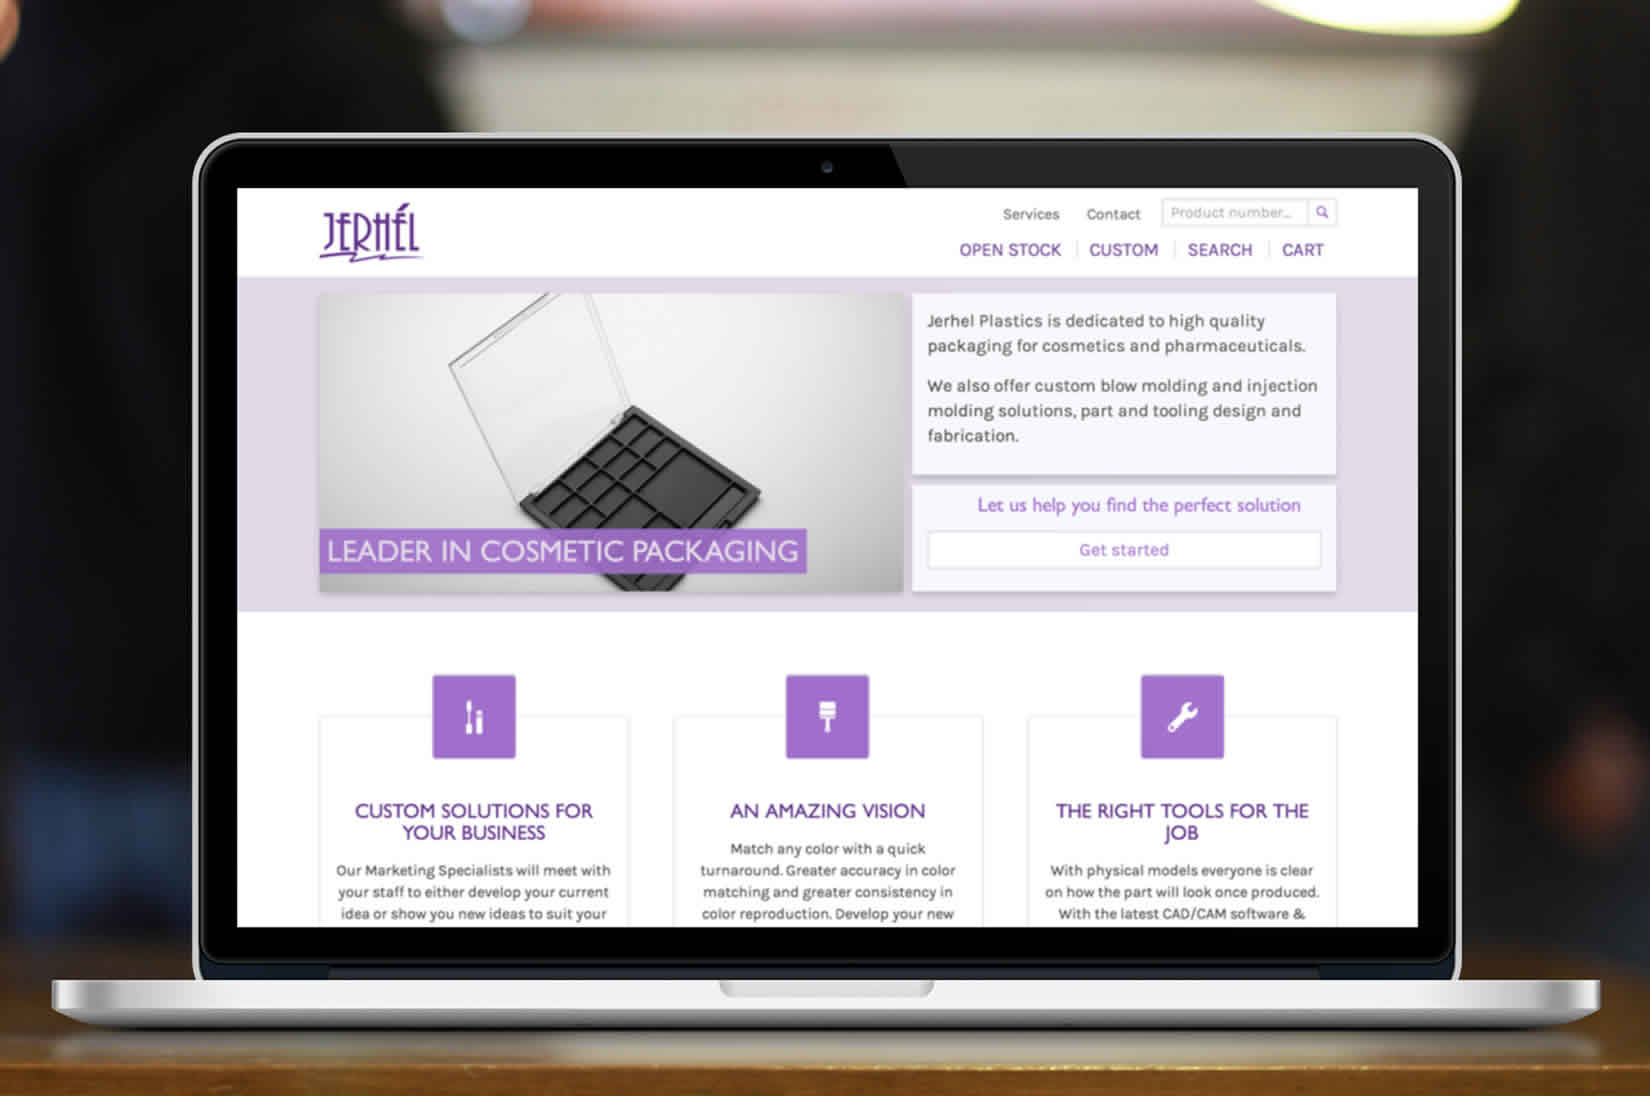 JERHÉL
Services Contact Product number...
OPEN STOCK CUSTOM SEARCH CART
Jerhel Plastics is dedicated to high quality
packaging for cosmetics and pharmaceuticals.
We also offer custom blow molding and injection
molding solutions, part and tooling design and
fabrication.
LEADER IN COSMETIC PACKAGING
Let us help you find the perfect solution
Get started
CUSTOM SOLUTIONS FOR
YOUR BUSINESS
Our Marketing Specialists will meet with
your staff to either develop your current
idea or show you new ideas to suit your
AN AMAZING VISION
Match any color with a quick
turnaround. Greater accuracy in color
matching and greater consistency in
color reproduction. Develop your new
THE RIGHT TOOLS FOR THE
JOB
With physical models everyone is clear
on how the part will look once produced.
With the latest CAD/CAM software &